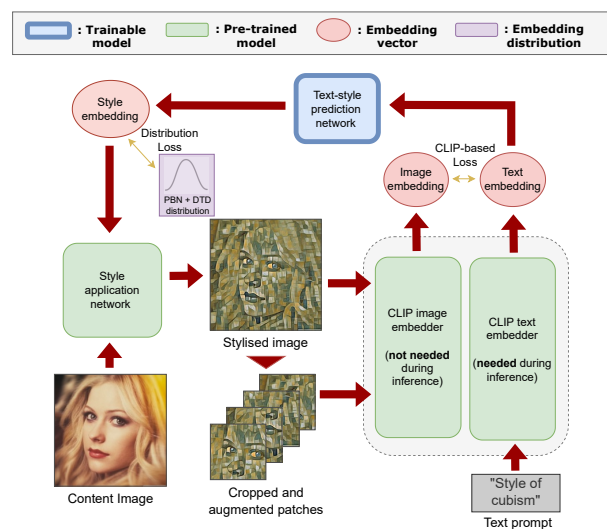 : Trainable
model
: Pre-trained
model
: Embedding
vector
: Embedding
distribution
Style
embedding
Text-style
prediction
network
Distribution
Loss
PBN + DTD
distribution
CLIP-based
Loss
Image
embedding
Text
embedding
Style
application
network
Stylised image
CLIP image
embedder
(not needed
during
inference)
CLIP text
embedder
(needed during
inference)
Content Image
Cropped and
augmented patches
"Style of
cubism"
Text prompt